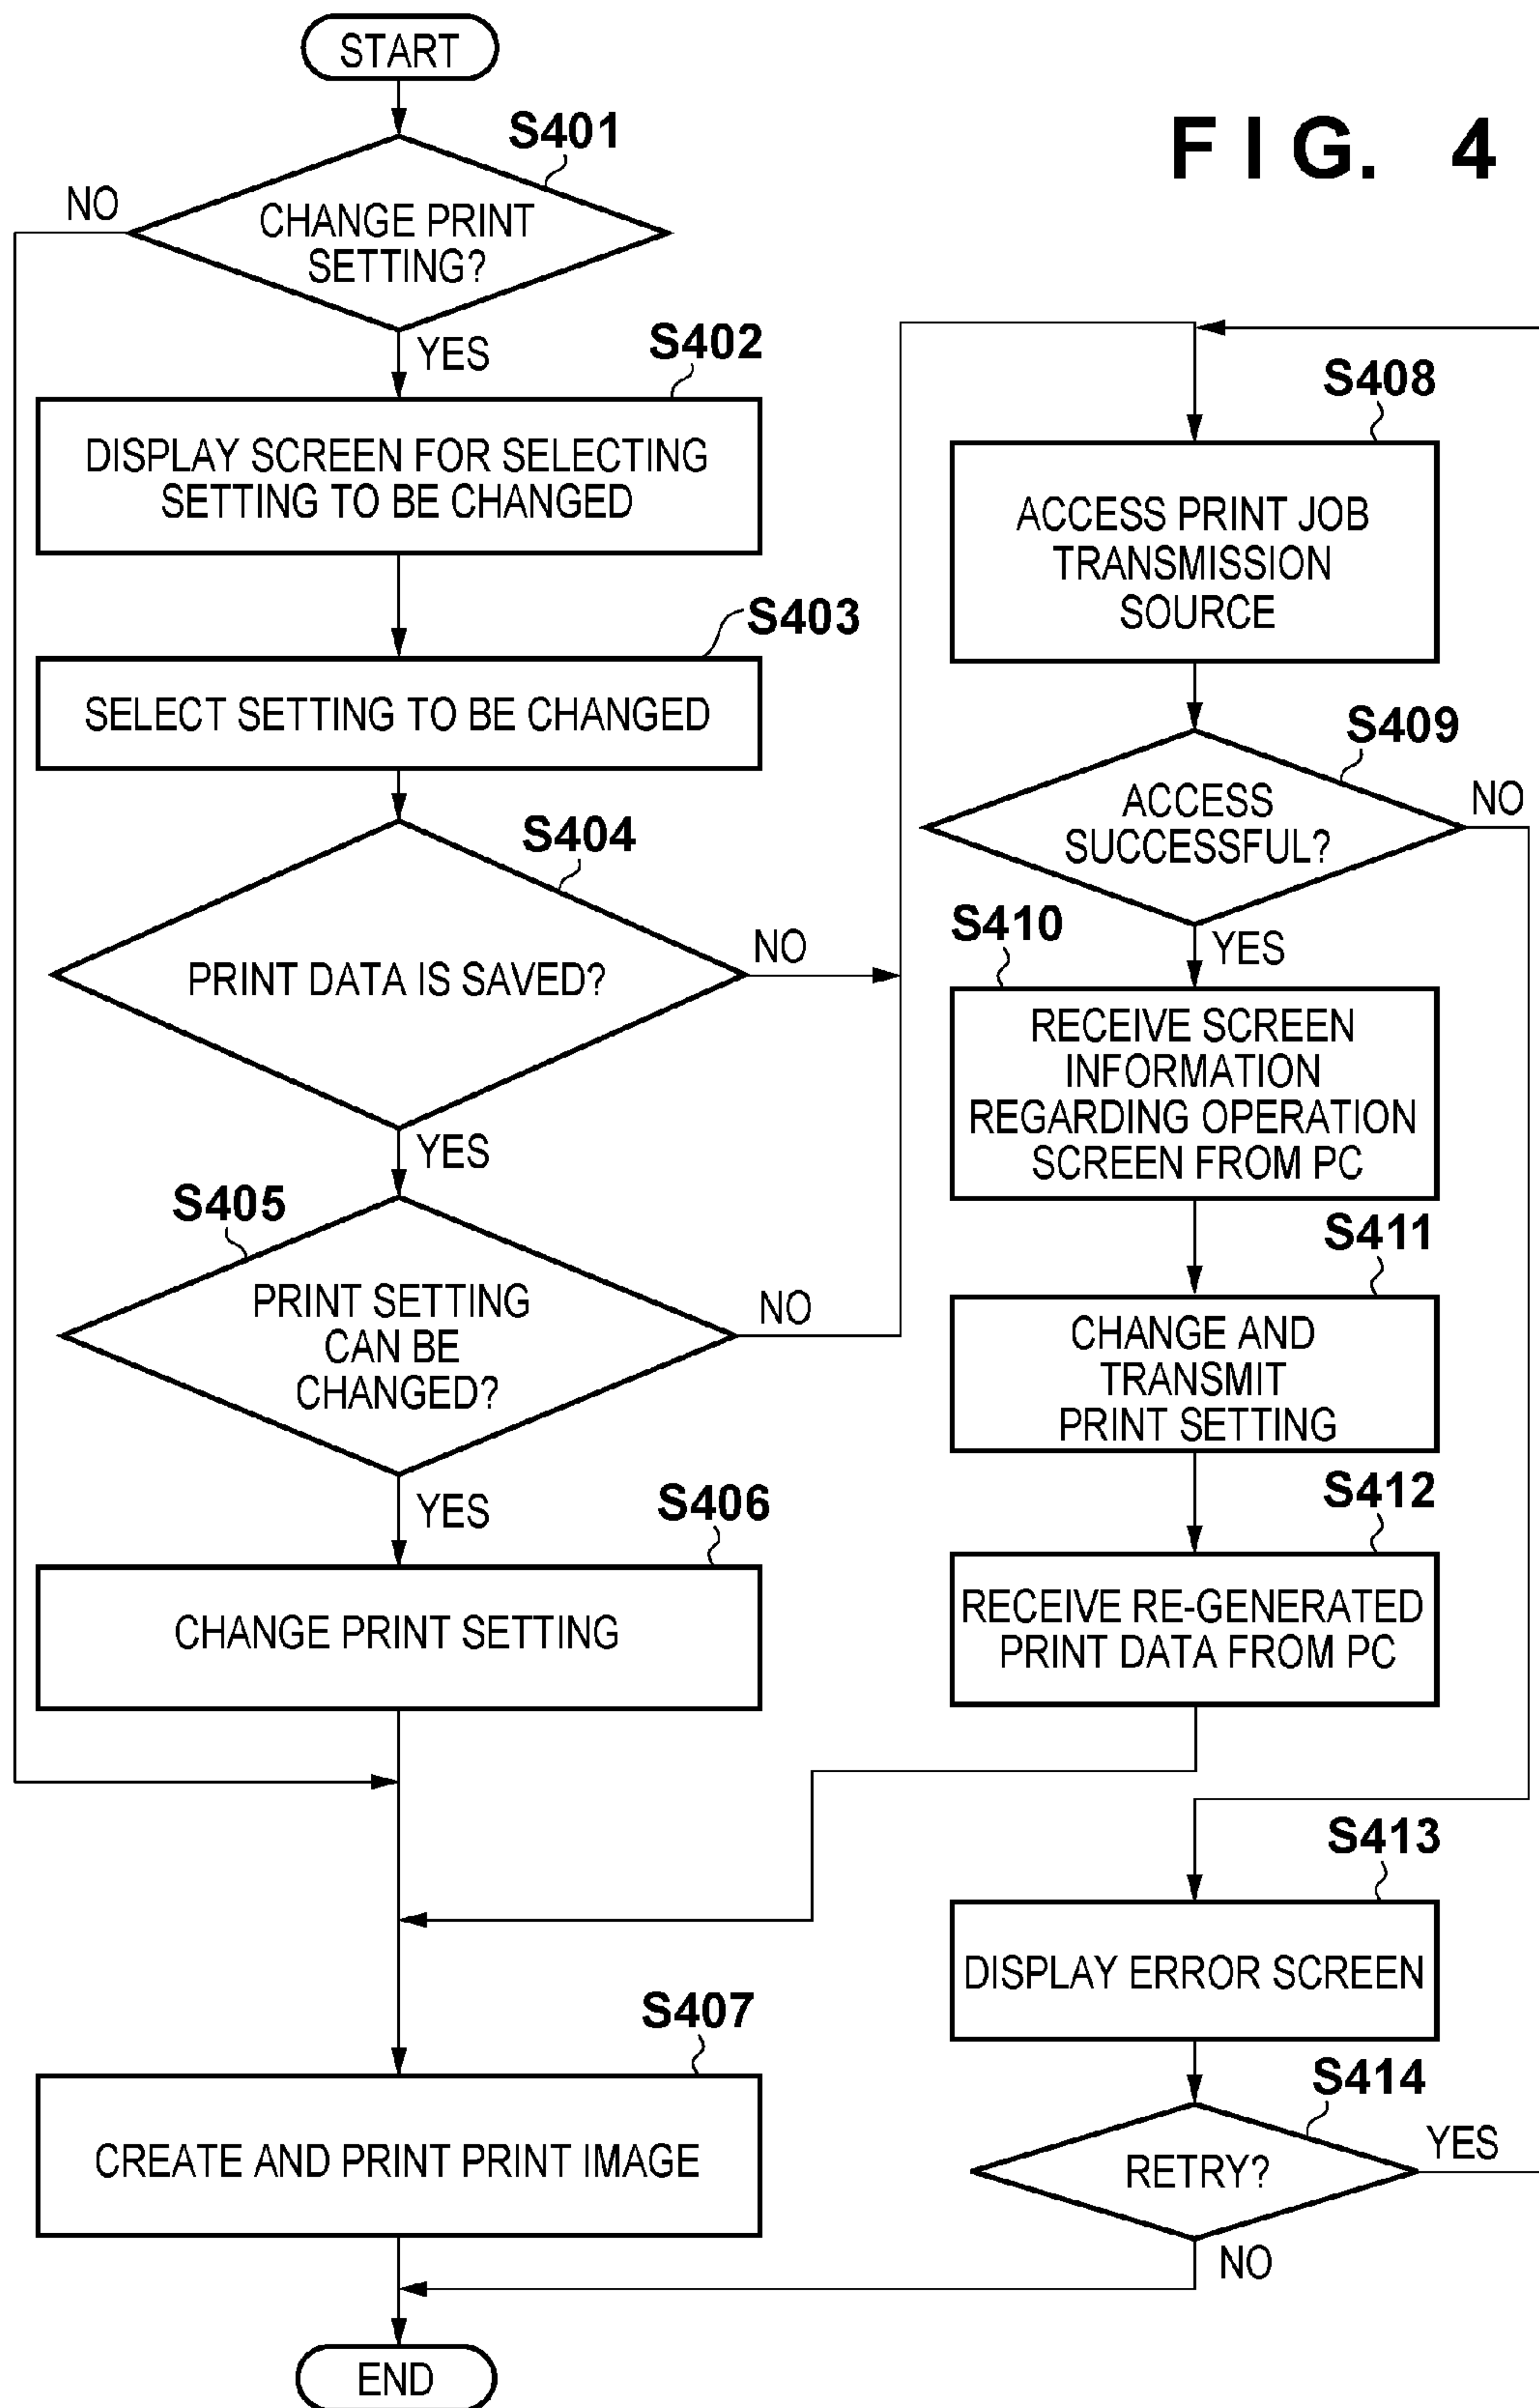 FIG. 4
START
S401
CHANGE PRINT
SETTING?
NO
YES
S402
DISPLAY SCREEN FOR SELECTING
SETTING TO BE CHANGED
S403
SELECT SETTING TO BE CHANGED
S404
PRINT DATA IS SAVED?
NO
YES
S405
PRINT SETTING
CAN BE
CHANGED?
NO
YES
S406
CHANGE PRINT SETTING
S407
CREATE AND PRINT PRINT IMAGE
END
S408
ACCESS PRINT JOB
TRANSMISSION
SOURCE
S409
ACCESS
SUCCESSFUL?
NO
YES
S410
RECEIVE SCREEN
INFORMATION
REGARDING OPERATION
SCREEN FROM PC
S411
CHANGE AND
TRANSMIT
PRINT SETTING
S412
RECEIVE RE-GENERATED
PRINT DATA FROM PC
S413
DISPLAY ERROR SCREEN
S414
RETRY?
YES
NO